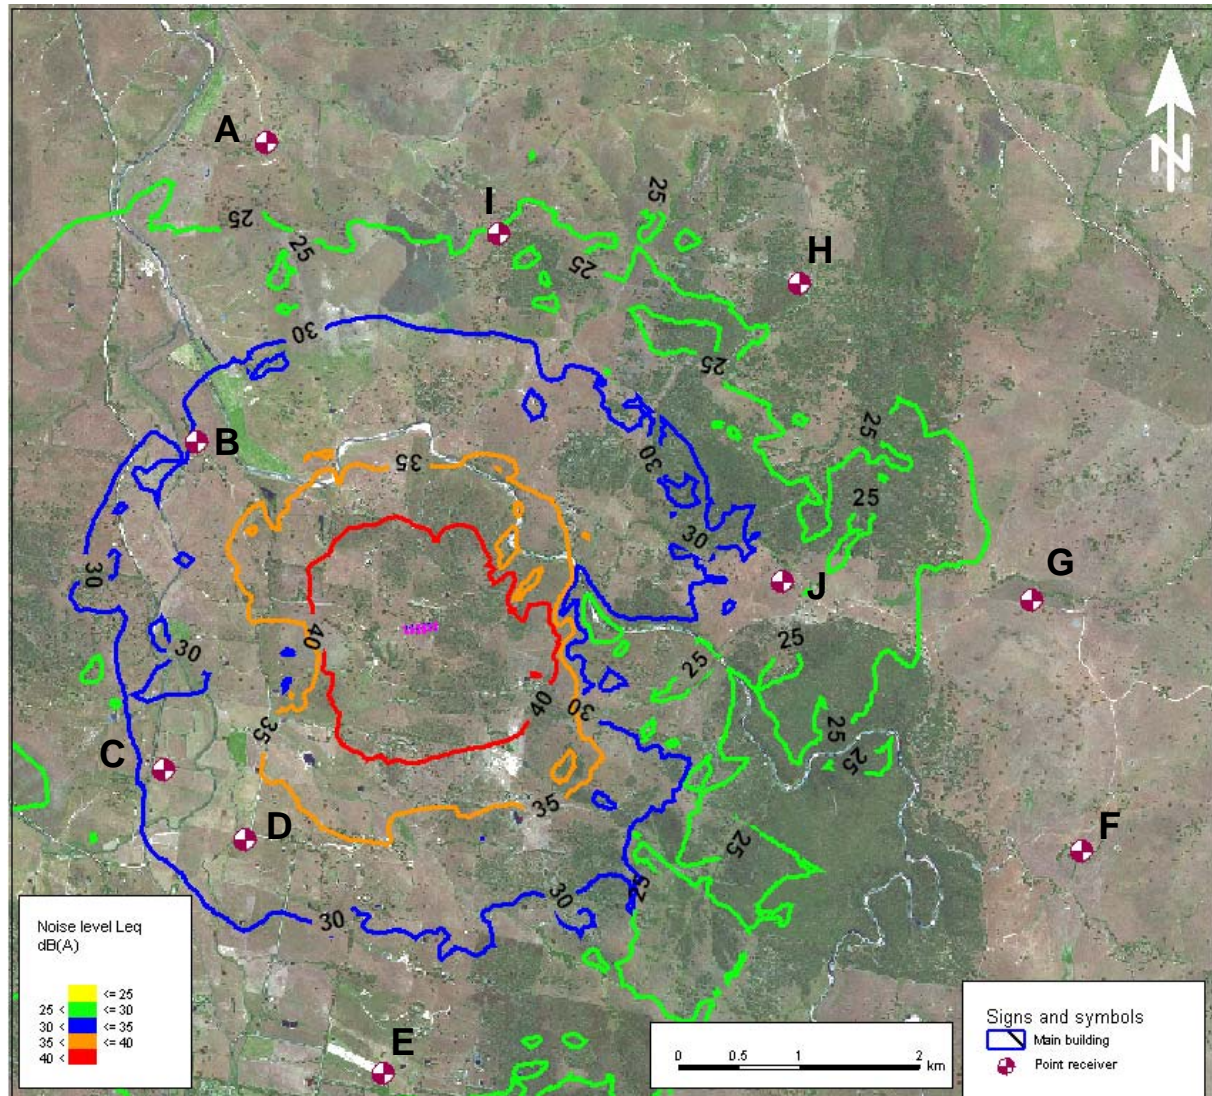 A
N
25
I
25
25
25
H
30
25
B
35
30
25
25
30
30
G
J
40
25
30
25
40
30
35
25
25
C
35
D
25
F
30
30
25
E
Noise level Leq
dB(A)
<= 25
25 < <= 30
30 < <= 35
35 < <= 40
40 <
0 0.5 1 2
km
Signs and symbols
Main building
Point receiver